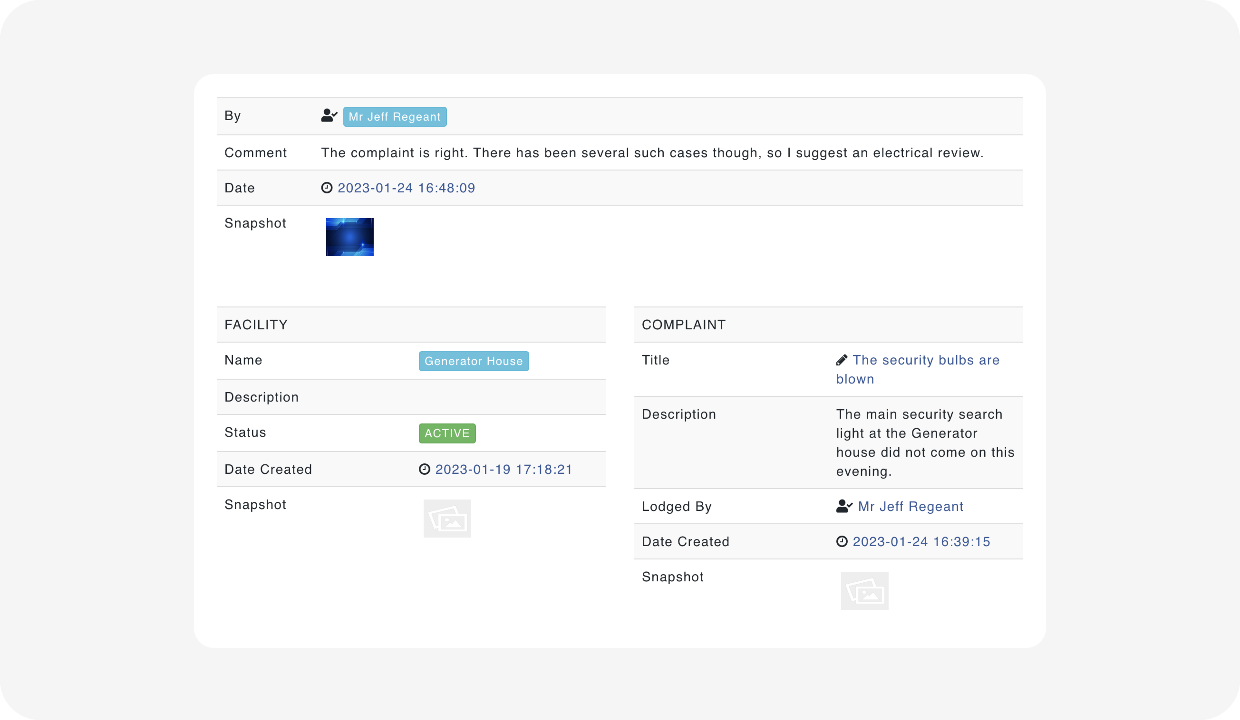 By Mr Jeff Regeant
Comment The complaint is right. There has been several such cases though, so I suggest an electrical review.
Date 2023-01-24 16:48:09
Snapshot
FACILITY
Name Generator House
Description
Status ACTIVE
Date Created 2023-01-19 17:18:21
Snapshot
COMPLAINT
Title The security bulbs are
blown
Description The main security search
light at the Generator
house did not come on this
evening.
Lodged By Mr Jeff Regeant
Date Created 2023-01-24 16:39:15
Snapshot